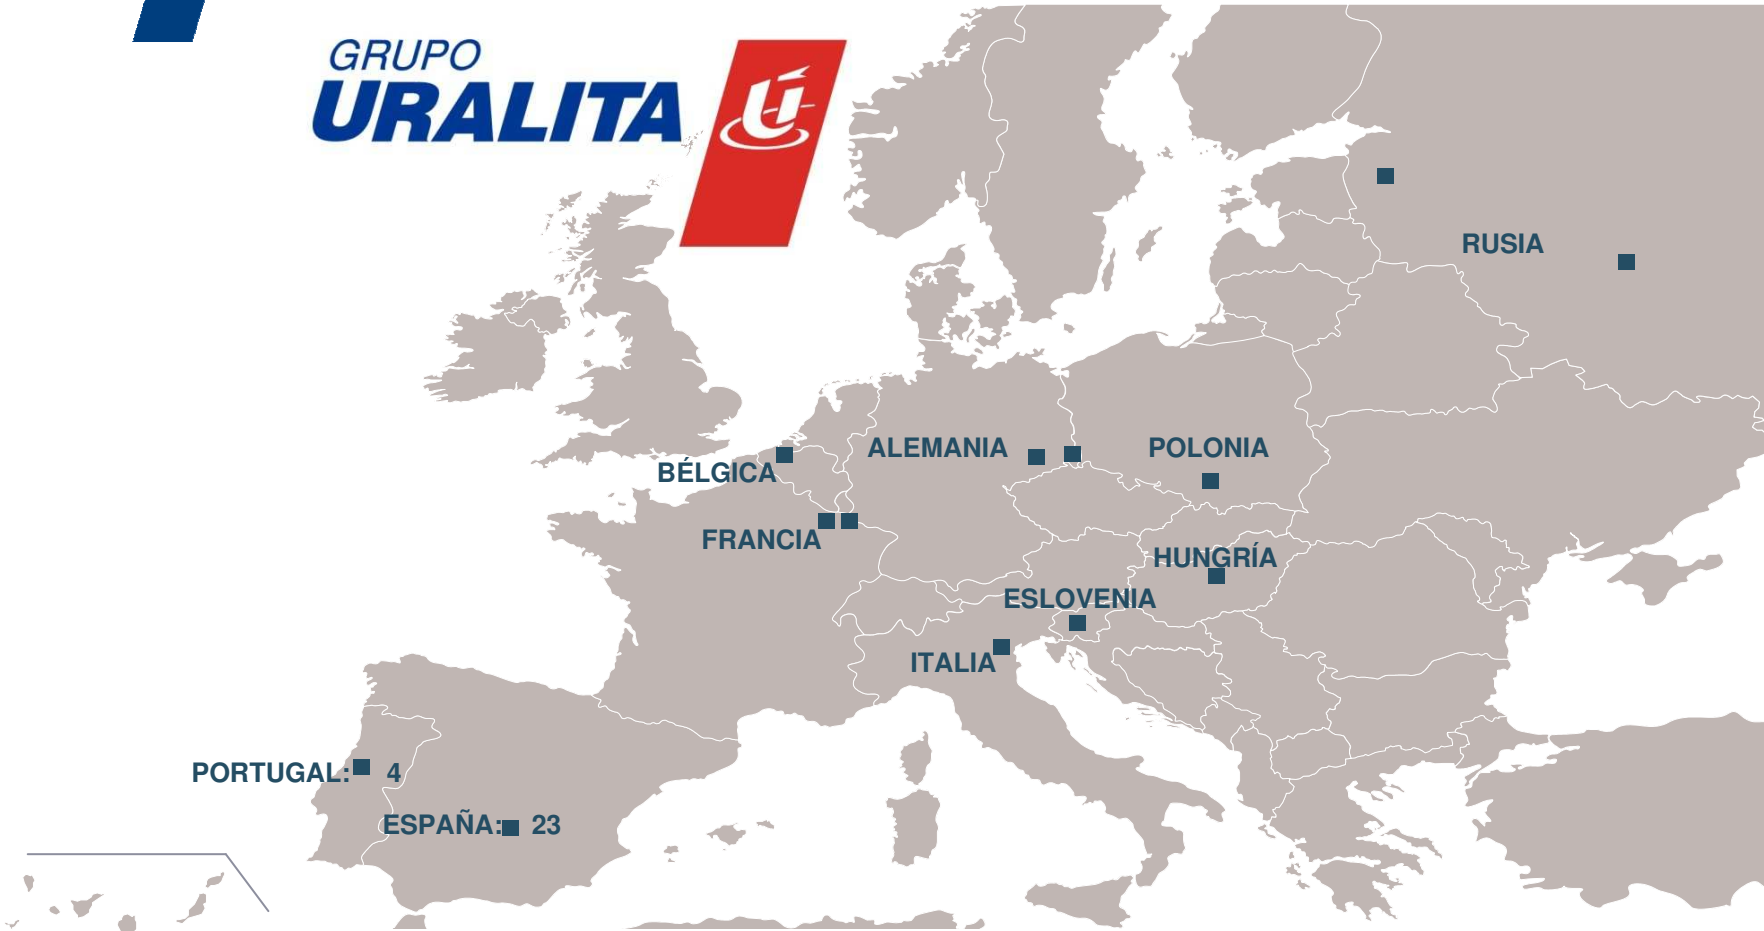 GRUPO
URALITA
RUSIA
ALEMANIA
POLONIA
BÉLGICA
FRANCIA
HUNGRÍA
ESLOVENIA
ITALIA
PORTUGAL: 4
ESPAÑA: 23